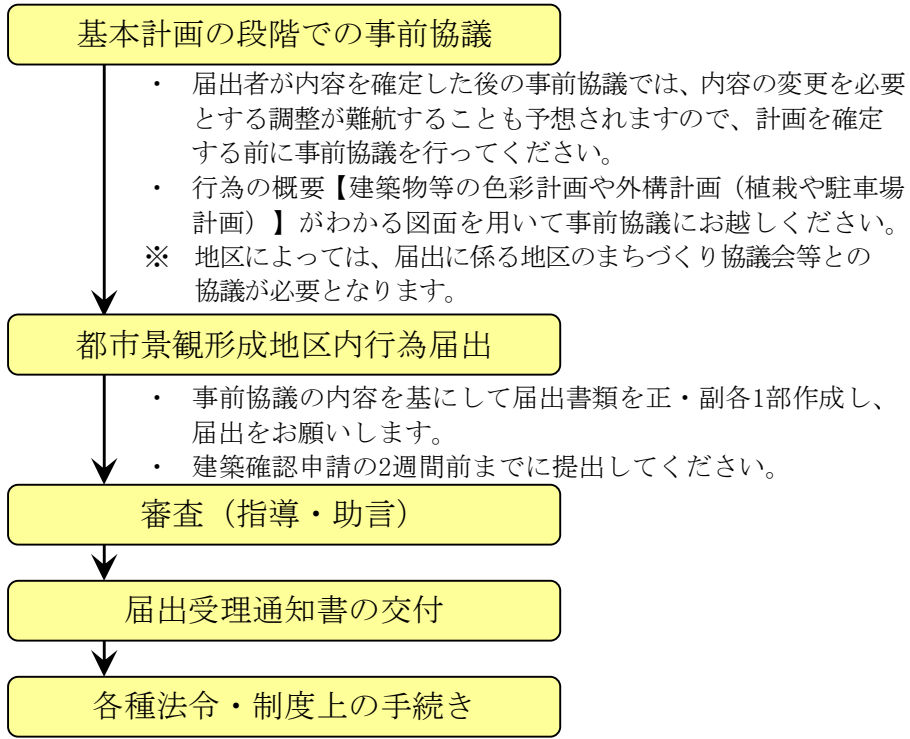 基本計画の段階での事前協議
・ 届出者が内容を確定した後の事前協議では、内容の変更を必要
とする調整が難航することも予想されますので、計画を確定
する前に事前協議を行ってください。
・ 行為の概要【建築物等の色彩計画や外構計画（植栽や駐車場
計画）】がわかる図面を用いて事前協議にお越しください。
※ 地区によっては、届出に係る地区のまちづくり協議会等との
協議が必要となります。
都市景観形成地区内行為届出
・ 事前協議の内容を基にして届出書類を正・副各1部作成し、
届出をお願いします。
・ 建築確認申請の2週間前までに提出してください。
審査（指導・助言）
届出受理通知書の交付
各種法令・制度上の手続き